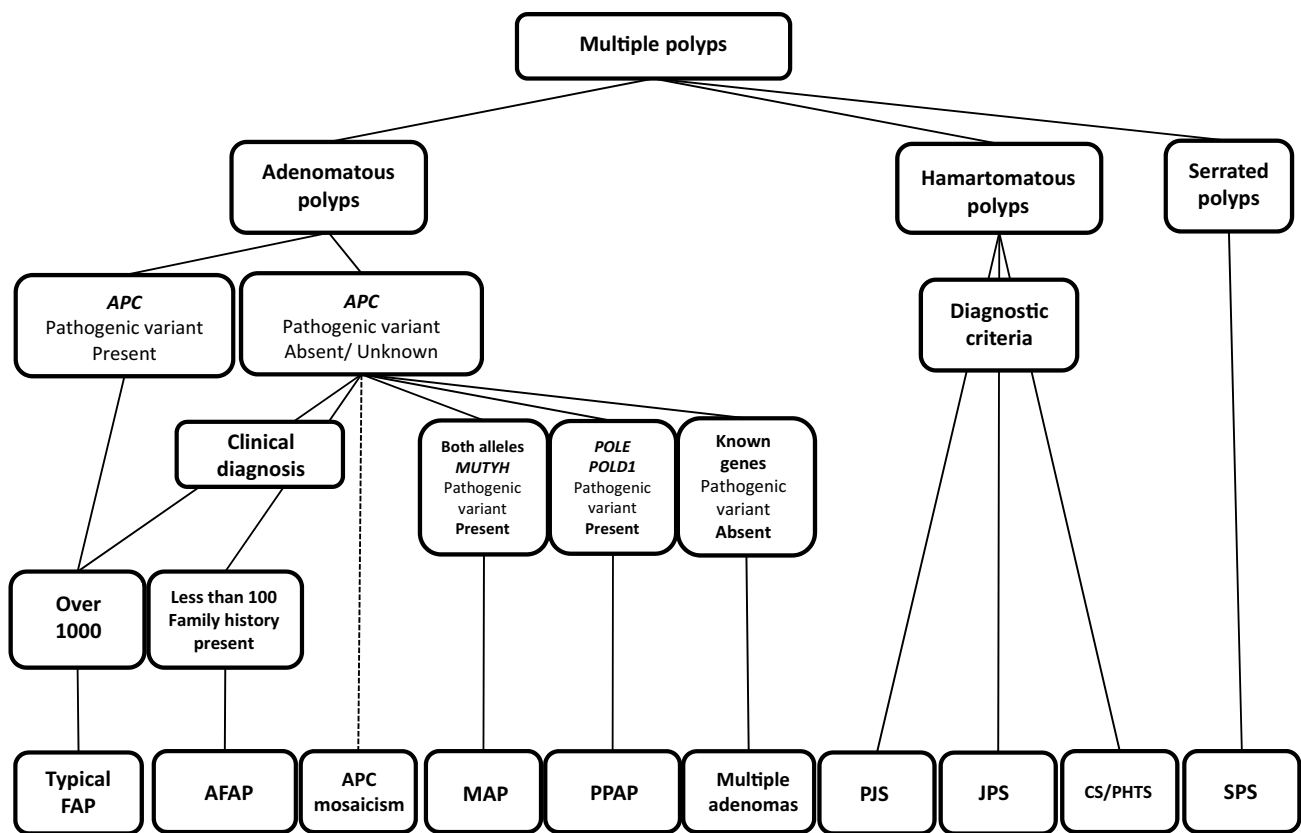 Multiple polyps
Adenomatous
polyps
Hamartomatous
polyps
Serrated
polyps
APC
Pathogenic variant
Present
APC
Pathogenic variant
Absent/ Unknown
Diagnostic
criteria
Clinical
diagnosis
Both alleles
MUTYH
Pathogenic
variant
Present
POLE
POLD1
Pathogenic
variant
Present
Known
genes
Pathogenic
variant
Absent
Over
1000
Less than 100
Family history
present
Typical
FAP
AFAP
APC
mosaicism
MAP
PPAP
Multiple
adenomas
PJS
JPS
CS/PHTS
SPS